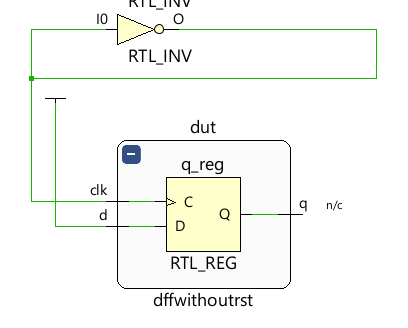 RTL_INV
I0
O
RTL_INV
dut
q_reg
clk
C
d
D
Q
q
n/c
RTL_REG
dffwithoutrst